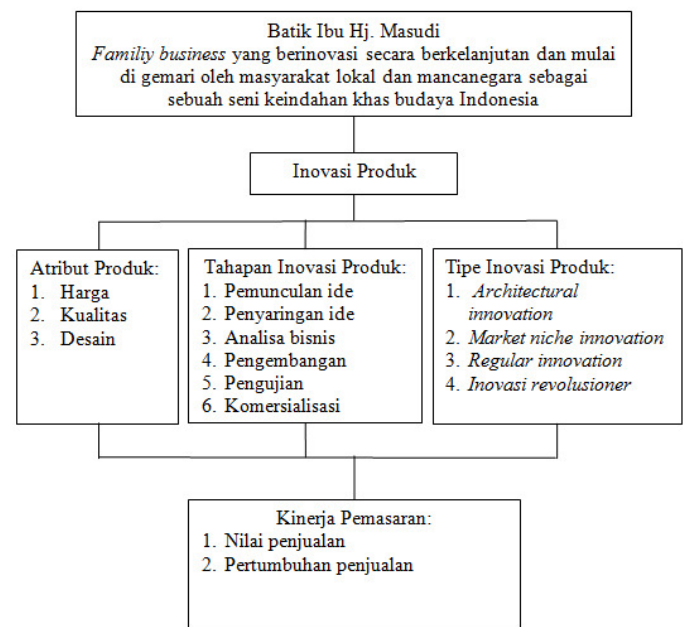 Batik Ibu Hj. Masudi
Familiy business yang berinovasi secara berkelanjutan dan mulai
di gemari oleh masyarakat lokal dan mancanegara sebagai
sebuah seni keindahan khas budaya Indonesia
Inovasi Produk
Atribut Produk:
1. Harga
2. Kualitas
3. Desain
Tahapan Inovasi Produk:
1. Pemunculan ide
2. Penyaringan ide
3. Analisa bisnis
4. Pengembangan
5. Pengujian
6. Komersialisasi
Tipe Inovasi Produk:
1. Architectural
innovation
2. Market niche innovation
3. Regular innovation
4. Inovasi revolusioner
Kinerja Pemasaran:
1. Nilai penjualan
2. Pertumbuhan penjualan